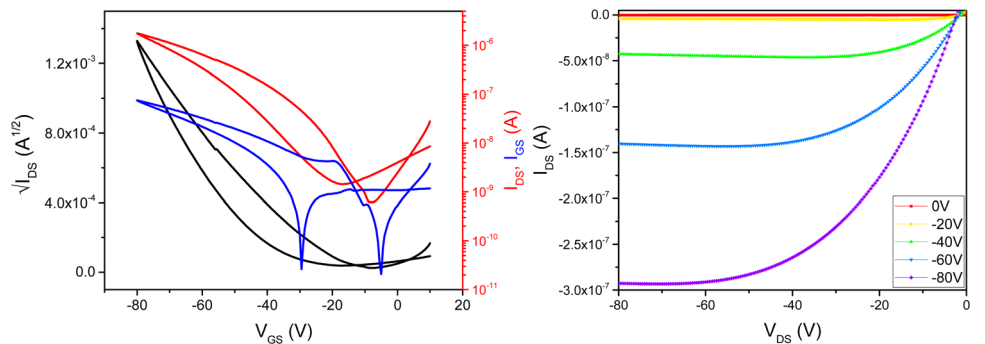 1.2x10⁻³
8.0x10⁻⁴
4.0x10⁻⁴
0.0
√I_DS (A^1/2)
-80 -60 -40 -20 0 20
V_GS (V)
10⁻⁶
10⁻⁷
10⁻⁸
10⁻⁹
10⁻¹⁰
10⁻¹¹
I_DS, I_GS (A)
0.0
-5.0x10⁻⁸
-1.0x10⁻⁷
-1.5x10⁻⁷
-2.0x10⁻⁷
-2.5x10⁻⁷
-3.0x10⁻⁷
I_DS (A)
0V
-20V
-40V
-60V
-80V
-80 -60 -40 -20 0
V_DS (V)